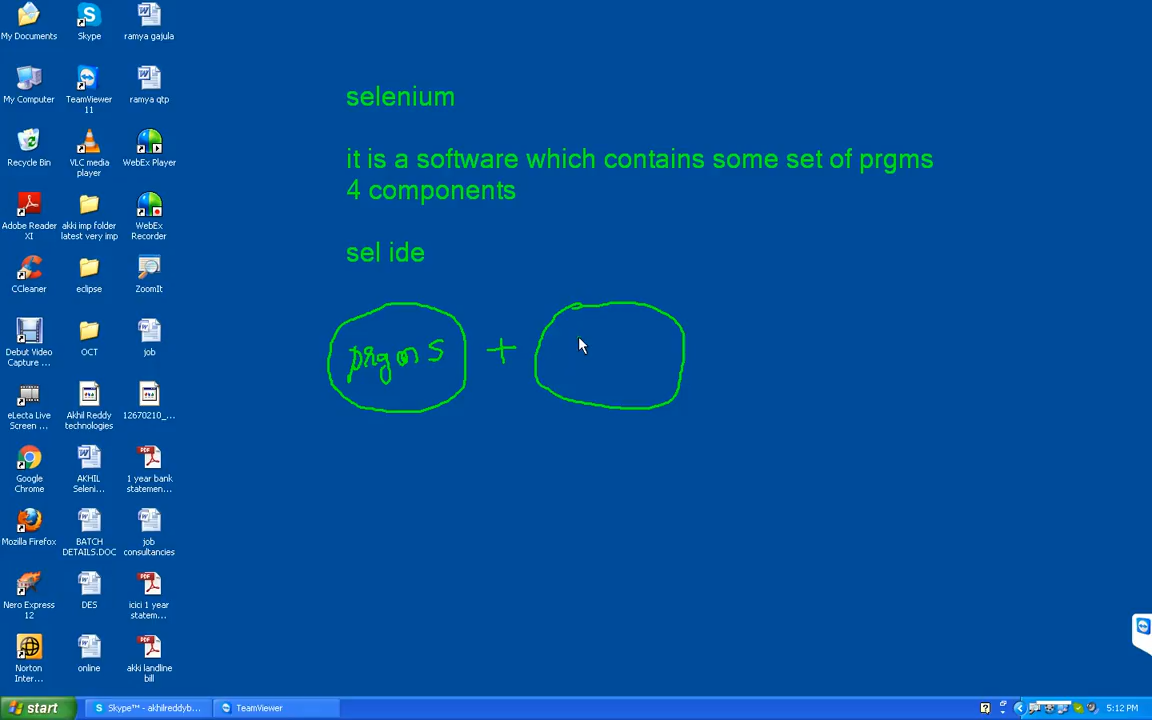 My Documents
Skype
ramya gajula
My Computer
TeamViewer
11
ramya qtp
Recycle Bin
VLC media
player
WebEx Player
Adobe Reader
XI
akki imp folder
latest very imp
WebEx
Recorder
CCleaner
eclipse
ZoomIt
Debut Video
Capture ...
OCT
job
eLecta Live
Screen ...
Akhil Reddy
technologies
12670210_...
Google
Chrome
AKHIL
Seleni...
1 year bank
statemen...
Mozilla Firefox
BATCH
DETAILS.DOC
job
consultancies
Nero Express
12
DES
icici 1 year
statem...
Norton
Inter...
online
akki landline
bill
selenium
it is a software which contains some set of prgms
4 components
sel ide
prgm s +
start
Skype™ - akhilreddyb...
TeamViewer
5:12 PM